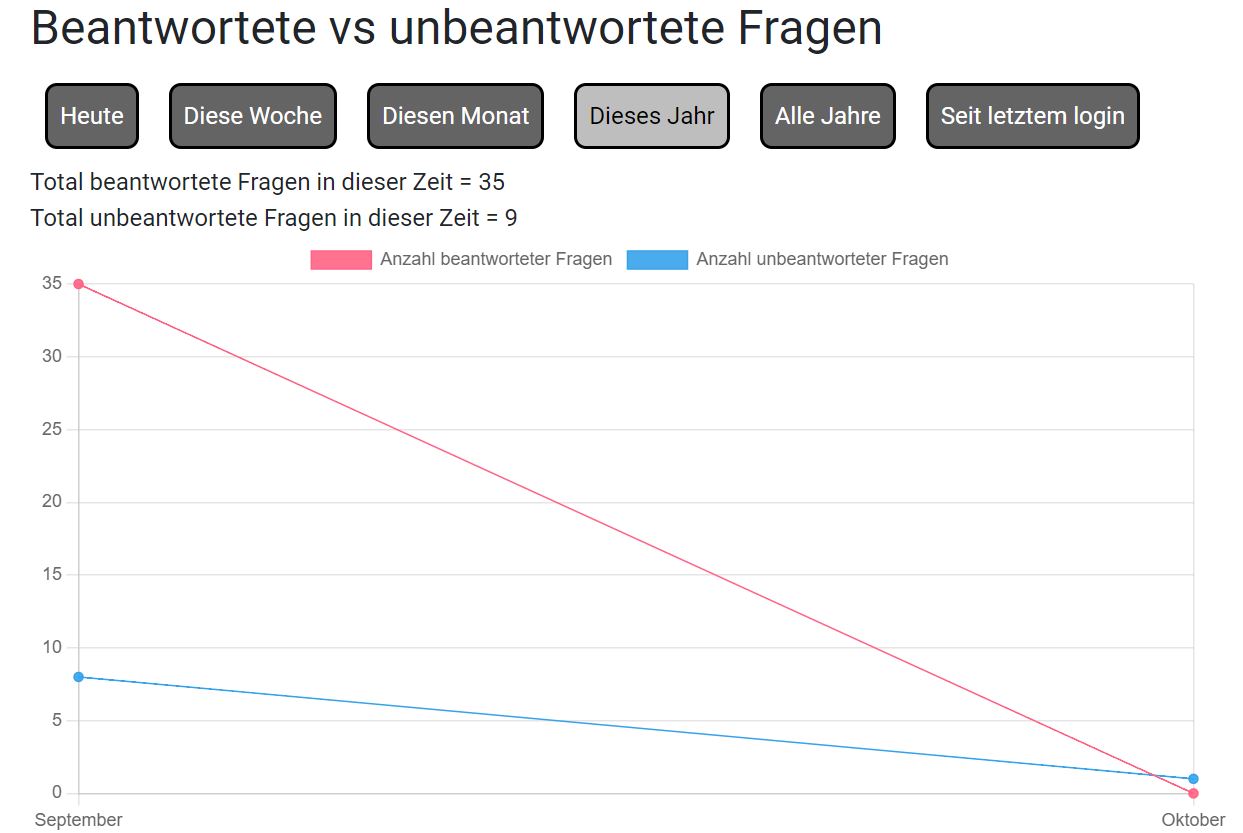 Beantwortete vs unbeantwortete Fragen
Heute Diese Woche Diesen Monat Dieses Jahr Alle Jahre Seit letztem login
Total beantwortete Fragen in dieser Zeit = 35
Total unbeantwortete Fragen in dieser Zeit = 9
Anzahl beantworteter Fragen Anzahl unbeantworteter Fragen
35
30
25
20
15
10
5
0
September Oktober